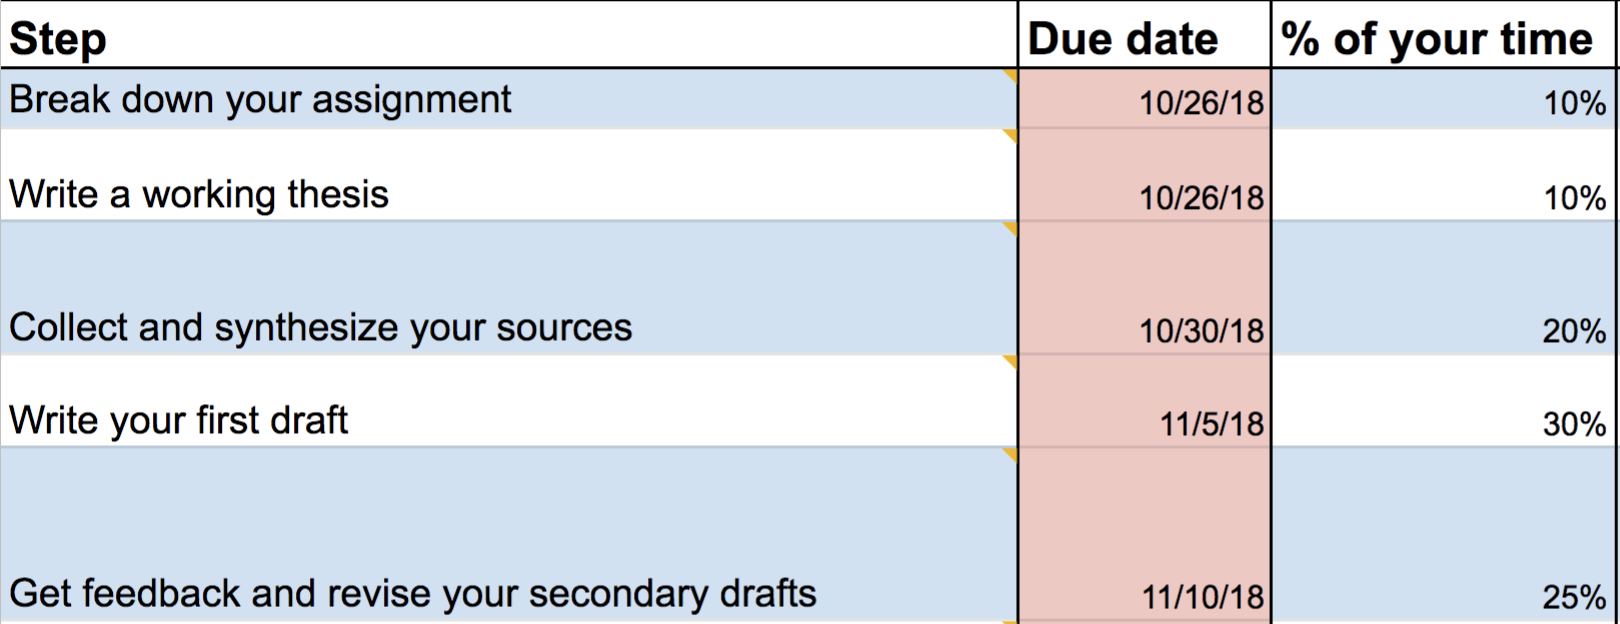 Step Due date % of your time
Break down your assignment 10/26/18 10%
Write a working thesis 10/26/18 10%
Collect and synthesize your sources 10/30/18 20%
Write your first draft 11/5/18 30%
Get feedback and revise your secondary drafts 11/10/18 25%